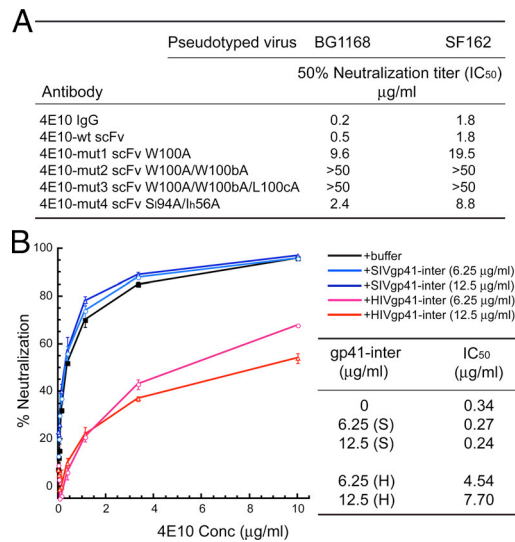 A
Pseudotyped virus BG1168 SF162
50% Neutralization titer (IC50)
Antibody μg/ml
4E10 IgG 0.2 1.8
4E10-wt scFv 0.5 1.8
4E10-mut1 scFv W100A 9.6 19.5
4E10-mut2 scFv W100A/W100bA >50 >50
4E10-mut3 scFv W100A/W100bA/L100cA >50 >50
4E10-mut4 scFv Sl94A/Ih56A 2.4 8.8
B
% Neutralization
100
80
60
40
20
0
0 2 4 6 8 10
4E10 Conc (μg/ml)
+buffer
+SIVgp41-inter (6.25 μg/ml)
+SIVgp41-inter (12.5 μg/ml)
+HIVgp41-inter (6.25 μg/ml)
+HIVgp41-inter (12.5 μg/ml)
gp41-inter IC50
(μg/ml) (μg/ml)
0 0.34
6.25 (S) 0.27
12.5 (S) 0.24
6.25 (H) 4.54
12.5 (H) 7.70